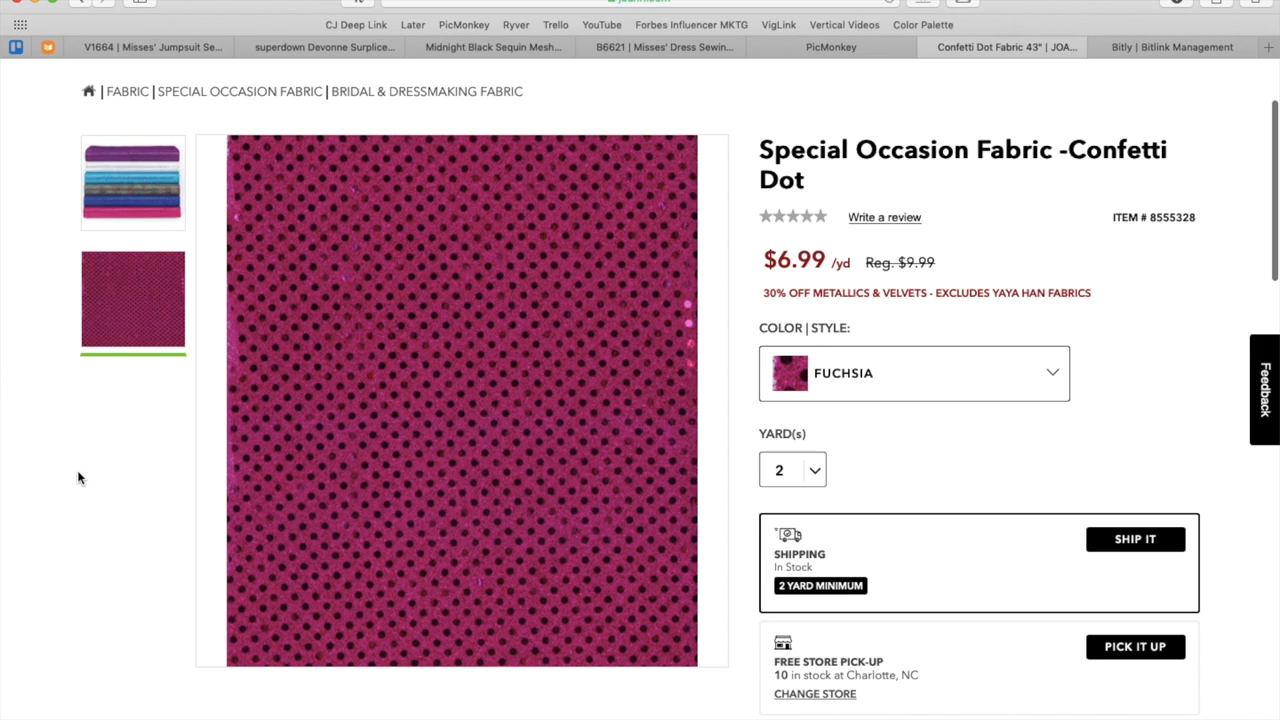 CJ Deep Link Later PicMonkey Ryver Trello YouTube Forbes Influencer MKTG VigLink Vertical Videos Color Palette
V1664 | Misses' Jumpsuit Se... superdown Devonne Surplice... Midnight Black Sequin Mesh... B6621 | Misses' Dress Sewin... PicMonkey Confetti Dot Fabric 43" | JOA... Bitly | Bitlink Management
| FABRIC | SPECIAL OCCASION FABRIC | BRIDAL & DRESSMAKING FABRIC
Special Occasion Fabric -Confetti
Dot
Write a review ITEM # 8555328
$6.99 /yd Reg. $9.99
30% OFF METALLICS & VELVETS - EXCLUDES YAYA HAN FABRICS
COLOR | STYLE:
FUCHSIA
Feedback
YARD(s)
2
SHIP IT
SHIPPING
In Stock
2 YARD MINIMUM
PICK IT UP
FREE STORE PICK-UP
10 in stock at Charlotte, NC
CHANGE STORE